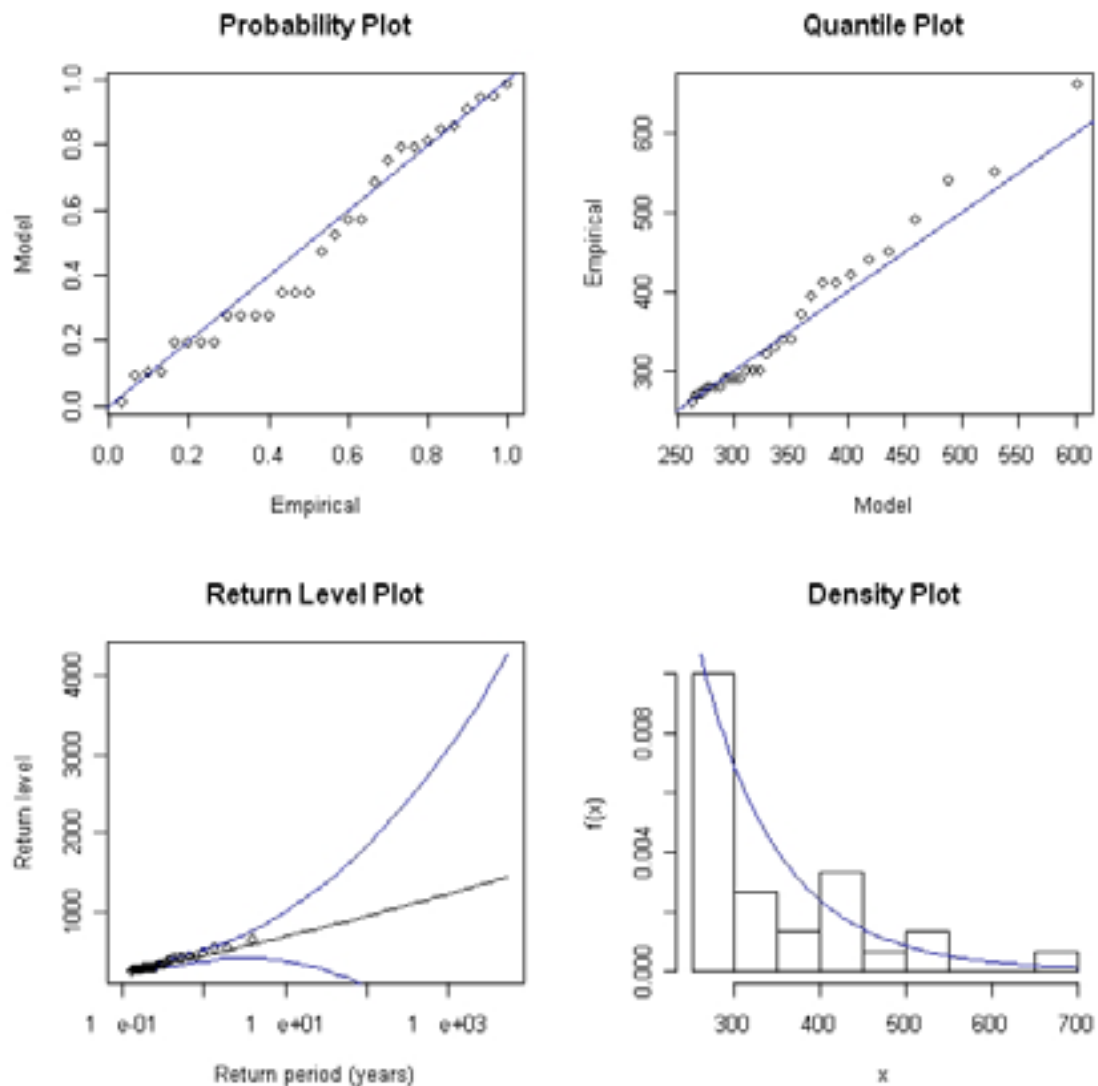 Probability Plot
Model
0.0 0.2 0.4 0.6 0.8 1.0
0.0 0.2 0.4 0.6 0.8 1.0
Empirical
Quantile Plot
Empirical
300 400 500 600
250 300 350 400 450 500 550 600
Model
Return Level Plot
Return level
1000 2000 3000 4000
1 e-01 1 e+01 1 e+03
Return period (years)
Density Plot
f(x)
0.000 0.004 0.008
300 400 500 600 700
x